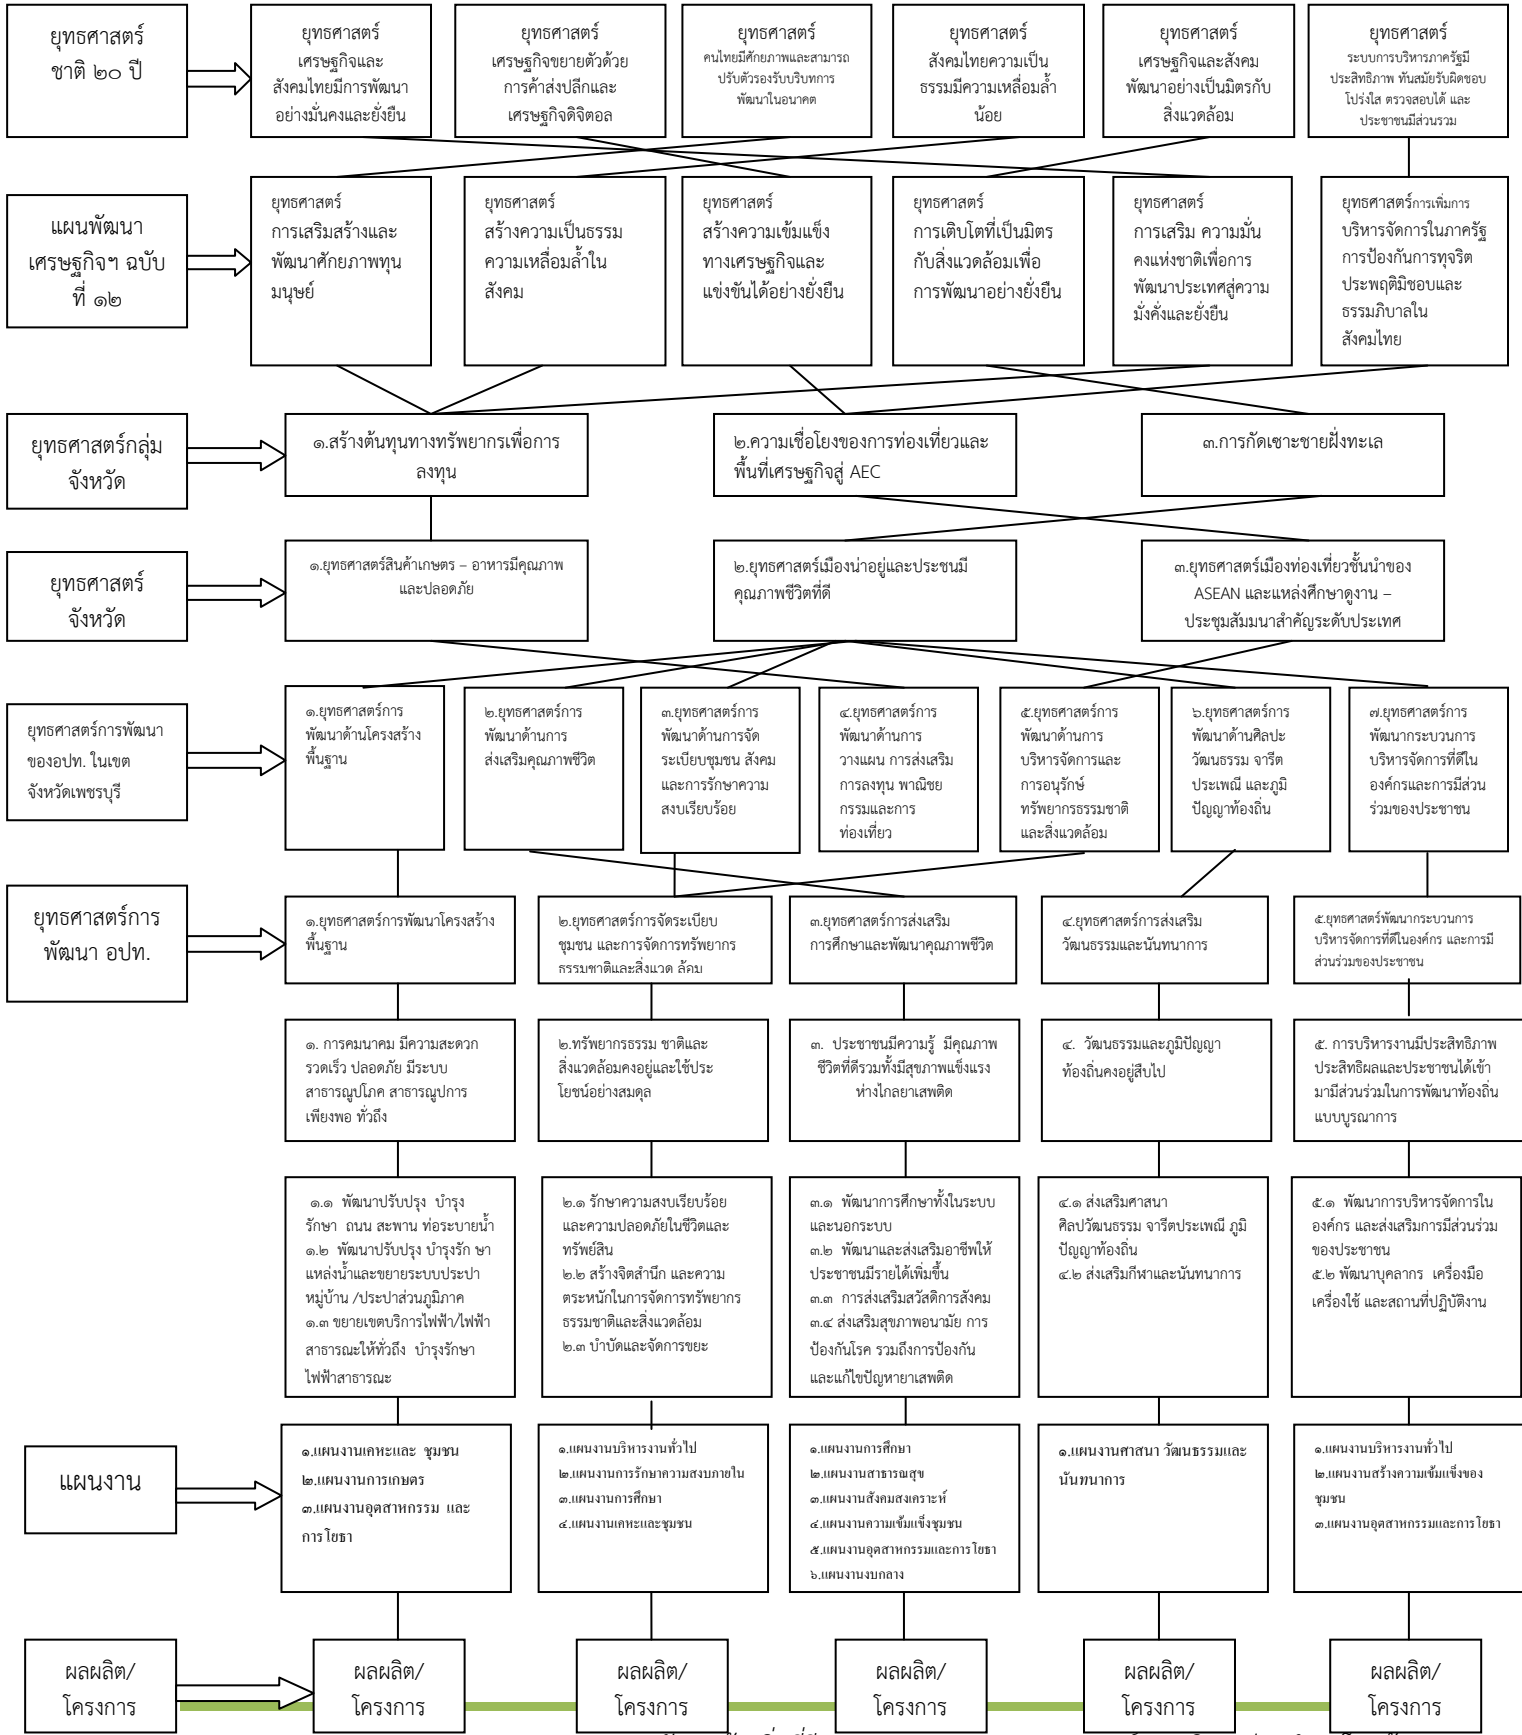 ยุทธศาสตร์
ชาติ ๒๐ ปี
ยุทธศาสตร์
เศรษฐกิจและ
สังคมไทยมีการพัฒนา
อย่างมั่นคงและยั่งยืน
ยุทธศาสตร์
เศรษฐกิจขยายตัวด้วย
การค้าส่งปลีกและ
เศรษฐกิจดิจิตอล
ยุทธศาสตร์
คนไทยมีศักยภาพและสามารถ
ปรับตัวรองรับบริบทการ
พัฒนาในอนาคต
ยุทธศาสตร์
สังคมไทยความเป็น
ธรรมมีความเหลื่อมล้ำ
น้อย
ยุทธศาสตร์
เศรษฐกิจและสังคม
พัฒนาอย่างเป็นมิตรกับ
สิ่งแวดล้อม
ยุทธศาสตร์
ระบบการบริหารภาครัฐมี
ประสิทธิภาพ ทันสมัยรับผิดชอบ
โปร่งใส ตรวจสอบได้ และ
ประชาชนมีส่วนรวม
แผนพัฒนา
เศรษฐกิจฯ ฉบับ
ที่ ๑๒
ยุทธศาสตร์
การเสริมสร้างและ
พัฒนาศักยภาพทุน
มนุษย์
ยุทธศาสตร์
สร้างความเป็นธรรม
ความเหลื่อมล้ำใน
สังคม
ยุทธศาสตร์
สร้างความเข้มแข็ง
ทางเศรษฐกิจและ
แข่งขันได้อย่างยั่งยืน
ยุทธศาสตร์
การเติบโตที่เป็นมิตร
กับสิ่งแวดล้อมเพื่อ
การพัฒนาอย่างยั่งยืน
ยุทธศาสตร์
การเสริม ความมั่น
คงแห่งชาติเพื่อการ
พัฒนาประเทศสู่ความ
มั่งคั่งและยั่งยืน
ยุทธศาสตร์การเพิ่มการ
บริหารจัดการในภาครัฐ
การป้องกันการทุจริต
ประพฤติมิชอบและ
ธรรมภิบาลใน
สังคมไทย
ยุทธศาสตร์กลุ่ม
จังหวัด
๑.สร้างต้นทุนทางทรัพยากรเพื่อการ
ลงทุน
๒.ความเชื่อโยงของการท่องเที่ยวและ
พื้นที่เศรษฐกิจสู่ AEC
๓.การกัดเซาะชายฝั่งทะเล
ยุทธศาสตร์
จังหวัด
๑.ยุทธศาสตร์สินค้าเกษตร – อาหารมีคุณภาพ
และปลอดภัย
๒.ยุทธศาสตร์เมืองน่าอยู่และประชนมี
คุณภาพชีวิตที่ดี
๓.ยุทธศาสตร์เมืองท่องเที่ยวชั้นนำของ
ASEAN และแหล่งศึกษาดูงาน –
ประชุมสัมมนาสำคัญระดับประเทศ
ยุทธศาสตร์การพัฒนา
ของอปท. ในเขต
จังหวัดเพชรบุรี
๑.ยุทธศาสตร์การ
พัฒนาด้านโครงสร้าง
พื้นฐาน
๒.ยุทธศาสตร์การ
พัฒนาด้านการ
ส่งเสริมคุณภาพชีวิต
๓.ยุทธศาสตร์การ
พัฒนาด้านการจัด
ระเบียบชุมชน สังคม
และการรักษาความ
สงบเรียบร้อย
๔.ยุทธศาสตร์การ
พัฒนาด้านการ
วางแผน การส่งเสริม
การลงทุน พาณิชย
กรรมและการ
ท่องเที่ยว
๕.ยุทธศาสตร์การ
พัฒนาด้านการ
บริหารจัดการและ
การอนุรักษ์
ทรัพยากรธรรมชาติ
และสิ่งแวดล้อม
๖.ยุทธศาสตร์การ
พัฒนาด้านศิลปะ
วัฒนธรรม จารีต
ประเพณี และภูมิ
ปัญญาท้องถิ่น
๗.ยุทธศาสตร์การ
พัฒนากระบวนการ
บริหารจัดการที่ดีใน
องค์กรและการมีส่วน
ร่วมของประชาชน
ยุทธศาสตร์การ
พัฒนา อปท.
๑.ยุทธศาสตร์การพัฒนาโครงสร้าง
พื้นฐาน
๒.ยุทธศาสตร์การจัดระเบียบ
ชุมชน และการจัดการทรัพยากร
ธรรมชาติและสิ่งแวด ล้อม
๓.ยุทธศาสตร์การส่งเสริม
การศึกษาและพัฒนาคุณภาพชีวิต
๔.ยุทธศาสตร์การส่งเสริม
วัฒนธรรมและนันทนาการ
๕.ยุทธศาสตร์พัฒนากระบวนการ
บริหารจัดการที่ดีในองค์กร และการมี
ส่วนร่วมของประชาชน
๑. การคมนาคม มีความสะดวก
รวดเร็ว ปลอดภัย มีระบบ
สาธารณูปโภค สาธารณูปการ
เพียงพอ ทั่วถึง
๒.ทรัพยากรธรรม ชาติและ
สิ่งแวดล้อมคงอยู่และใช้ประ
โยชน์อย่างสมดุล
๓. ประชาชนมีความรู้ มีคุณภาพ
ชีวิตที่ดีรวมทั้งมีสุขภาพแข็งแรง
ห่างไกลยาเสพติด
๔. วัฒนธรรมและภูมิปัญญา
ท้องถิ่นคงอยู่สืบไป
๕. การบริหารงานมีประสิทธิภาพ
ประสิทธิผลและประชาชนได้เข้า
มามีส่วนร่วมในการพัฒนาท้องถิ่น
แบบบูรณาการ
๑.๑ พัฒนาปรับปรุง บำรุง
รักษา ถนน สะพาน ท่อระบายน้ำ
๑.๒ พัฒนาปรับปรุง บำรุงรัก ษา
แหล่งน้ำและขยายระบบประปา
หมู่บ้าน /ประปาส่วนภูมิภาค
๑.๓ ขยายเขตบริการไฟฟ้า/ไฟฟ้า
สาธารณะให้ทั่วถึง บำรุงรักษา
ไฟฟ้าสาธารณะ
๒.๑ รักษาความสงบเรียบร้อย
และความปลอดภัยในชีวิตและ
ทรัพย์สิน
๒.๒ สร้างจิตสำนึก และความ
ตระหนักในการจัดการทรัพยากร
ธรรมชาติและสิ่งแวดล้อม
๒.๓ บำบัดและจัดการขยะ
๓.๑ พัฒนาการศึกษาทั้งในระบบ
และนอกระบบ
๓.๒ พัฒนาและส่งเสริมอาชีพให้
ประชาชนมีรายได้เพิ่มขึ้น
๓.๓ การส่งเสริมสวัสดิการสังคม
๓.๔ ส่งเสริมสุขภาพอนามัย การ
ป้องกันโรค รวมถึงการป้องกัน
และแก้ไขปัญหายาเสพติด
๔.๑ ส่งเสริมศาสนา
ศิลปวัฒนธรรม จารีตประเพณี ภูมิ
ปัญญาท้องถิ่น
๔.๒ ส่งเสริมกีฬาและนันทนาการ
๕.๑ พัฒนาการบริหารจัดการใน
องค์กร และส่งเสริมการมีส่วนร่วม
ของประชาชน
๕.๒ พัฒนาบุคลากร เครื่องมือ
เครื่องใช้ และสถานที่ปฏิบัติงาน
แผนงาน
๑.แผนงานเคหะและ ชุมชน
๒.แผนงานการเกษตร
๓.แผนงานอุตสาหกรรม และ
การโยธา
๑.แผนงานบริหารงานทั่วไป
๒.แผนงานการรักษาความสงบภายใน
๓.แผนงานการศึกษา
๔.แผนงานเคหะและชุมชน
๑.แผนงานการศึกษา
๒.แผนงานสาธารณสุข
๓.แผนงานสังคมสงเคราะห์
๔.แผนงานความเข้มแข็งชุมชน
๕.แผนงานอุตสาหกรรมและการโยธา
๖.แผนงานงบกลาง
๑.แผนงานศาสนา วัฒนธรรมและ
นันทนาการ
๑.แผนงานบริหารงานทั่วไป
๒.แผนงานสร้างความเข้มแข็งของ
ชุมชน
๓.แผนงานอุตสาหกรรมและการโยธา
ผลผลิต/
โครงการ
ผลผลิต/
โครงการ
ผลผลิต/
โครงการ
ผลผลิต/
โครงการ
ผลผลิต/
โครงการ
ผลผลิต/
โครงการ